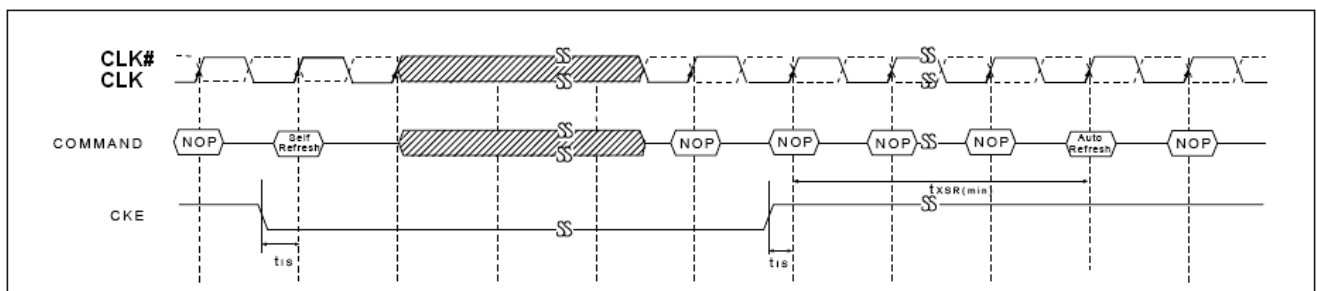 CLK#
CLK
COMMAND
NOP
Self
Refresh
NOP
NOP
NOP
NOP
Auto
Refresh
NOP
tXSR(min)
CKE
tIS
tIS